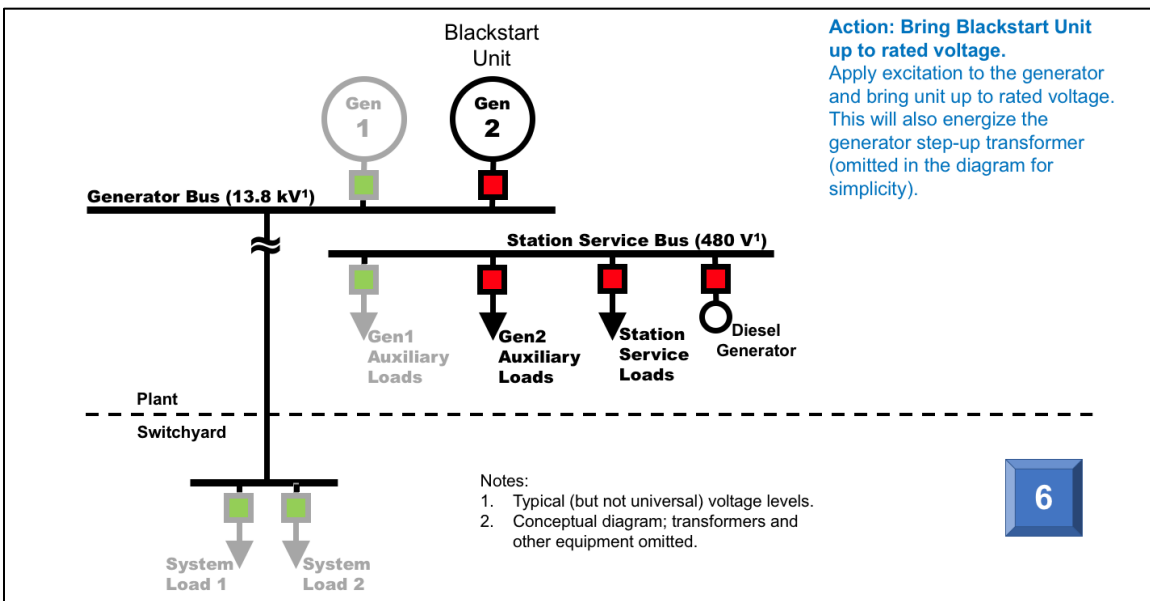 Blackstart
Unit
Gen
1
Gen
2
Action: Bring Blackstart Unit
up to rated voltage.
Apply excitation to the generator
and bring unit up to rated voltage.
This will also energize the
generator step-up transformer
(omitted in the diagram for
simplicity).
Generator Bus (13.8 kV¹)
Station Service Bus (480 V¹)
Gen1
Auxiliary
Loads
Gen2
Auxiliary
Loads
Station
Service
Loads
Diesel
Generator
Plant
Switchyard
System
Load 1
System
Load 2
Notes:
1. Typical (but not universal) voltage levels.
2. Conceptual diagram; transformers and
other equipment omitted.
6